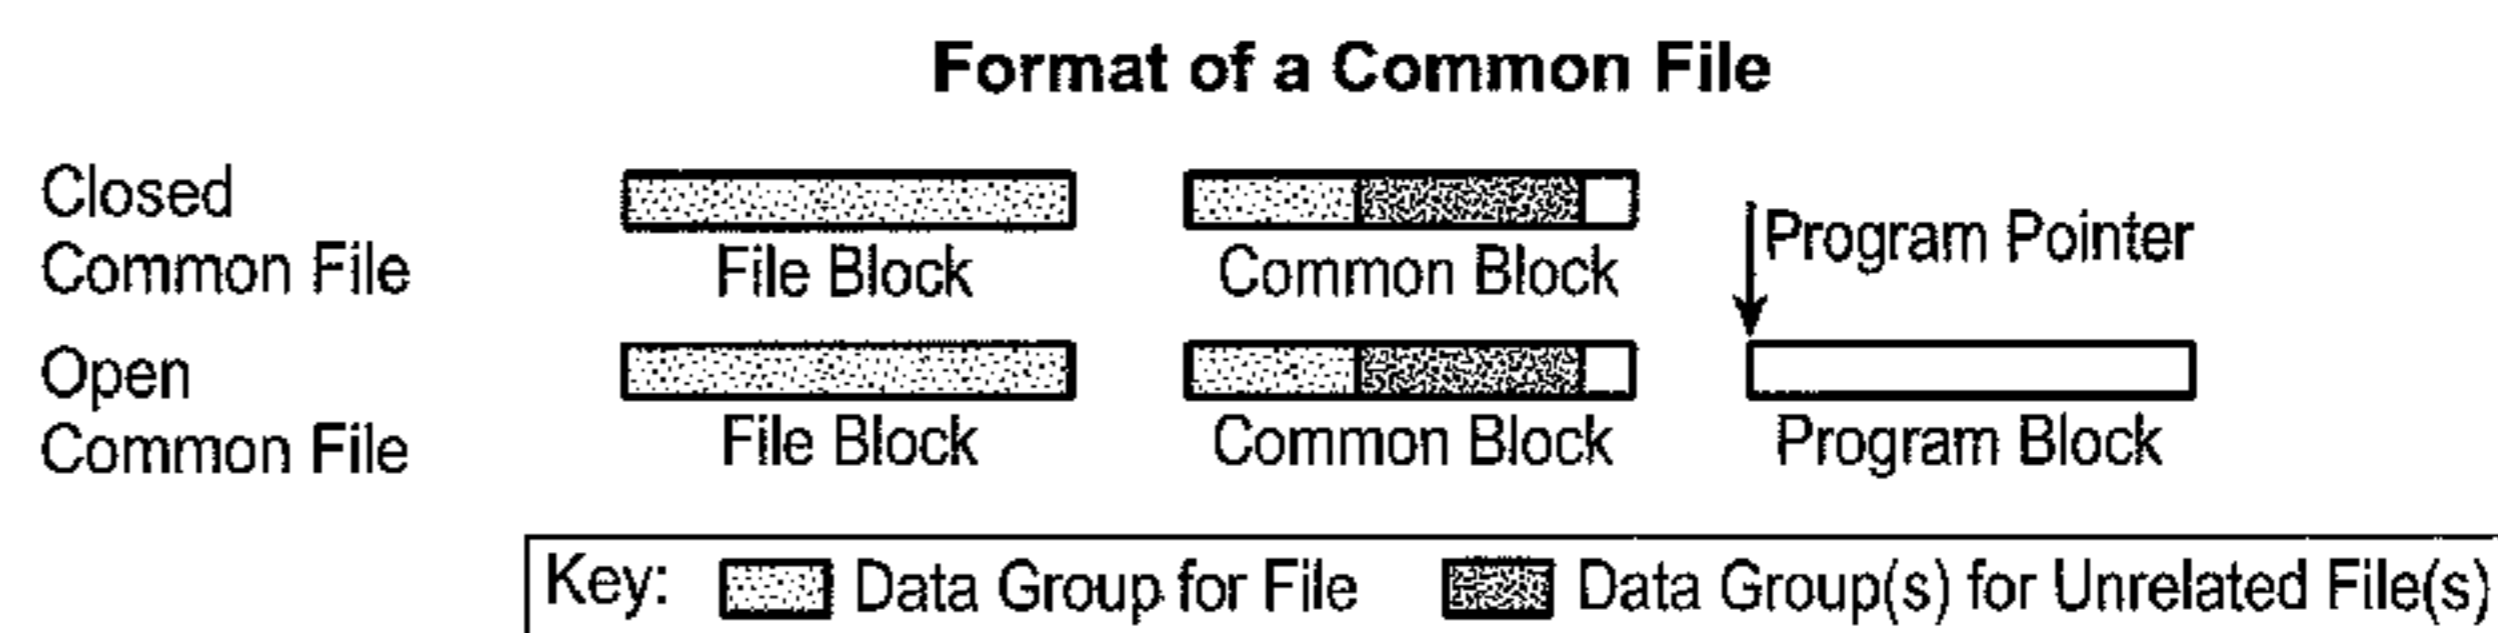 Format of a Common File
Closed
Common File
File Block
Common Block
Program Pointer
Open
Common File
File Block
Common Block
Program Block
Key: Data Group for File Data Group(s) for Unrelated File(s)